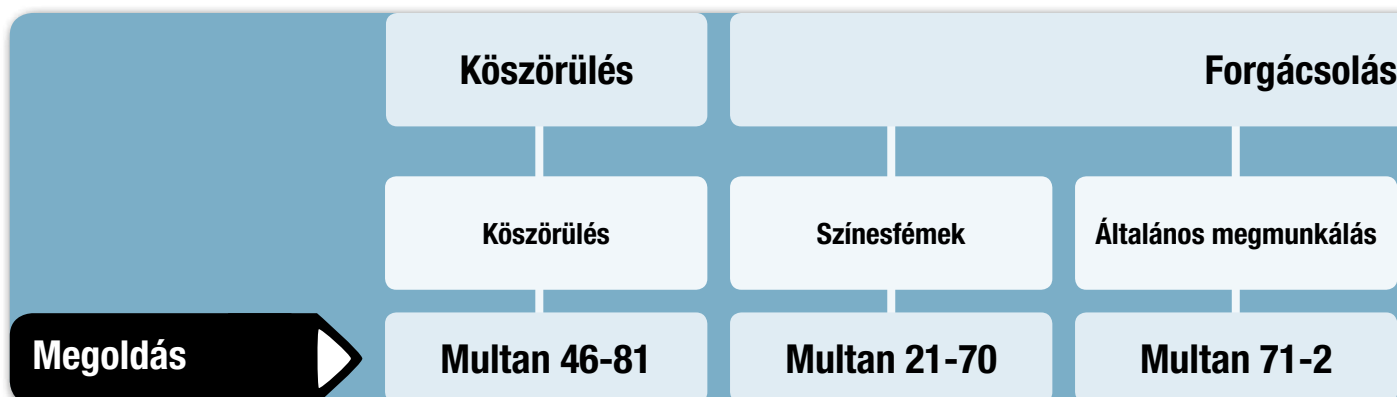 Köszörülés
Forgácsolás
Köszörülés
Színesfémek
Általános megmunkálás
Megoldás
Multan 46-81
Multan 21-70
Multan 71-2